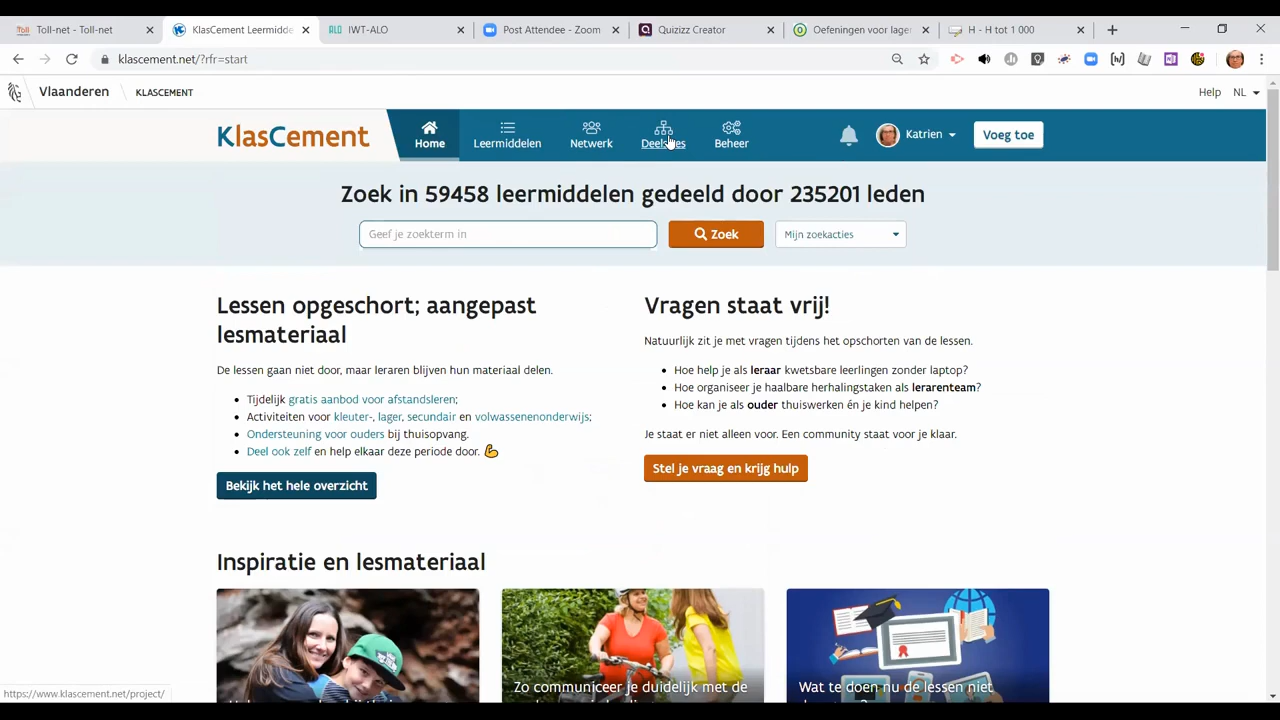 Toll-net - Toll-net
KlasCement Leermidde
IWT-ALO
Post Attendee - Zoom
Quizizz Creator
Oefeningen voor lager
H - H tot 1 000
klascement.net/?rfr=start
Vlaanderen
KLASCEMENT
Help
NL
KlasCement
Home
Leermiddelen
Netwerk
Deelsites
Beheer
Katrien
Voeg toe
Zoek in 59458 leermiddelen gedeeld door 235201 leden
Geef je zoekterm in
Zoek
Mijn zoekacties
Lessen opgeschort; aangepast
lesmateriaal
De lessen gaan niet door, maar leraren blijven hun materiaal delen.
• Tijdelijk gratis aanbod voor afstandsleren;
• Activiteiten voor kleuter-, lager, secundair en volwassenenonderwijs;
• Ondersteuning voor ouders bij thuisopvang.
• Deel ook zelf en help elkaar deze periode door. 💪
Bekijk het hele overzicht
Vragen staat vrij!
Natuurlijk zit je met vragen tijdens het opschorten van de lessen.
• Hoe help je als leraar kwetsbare leerlingen zonder laptop?
• Hoe organiseer je haalbare herhalingstaken als lerarenteam?
• Hoe kan je als ouder thuiswerken én je kind helpen?
Je staat er niet alleen voor. Een community staat voor je klaar.
Stel je vraag en krijg hulp
Inspiratie en lesmateriaal
Zo communiceer je duidelijk met de
Wat te doen nu de lessen niet
https://www.klascement.net/project/